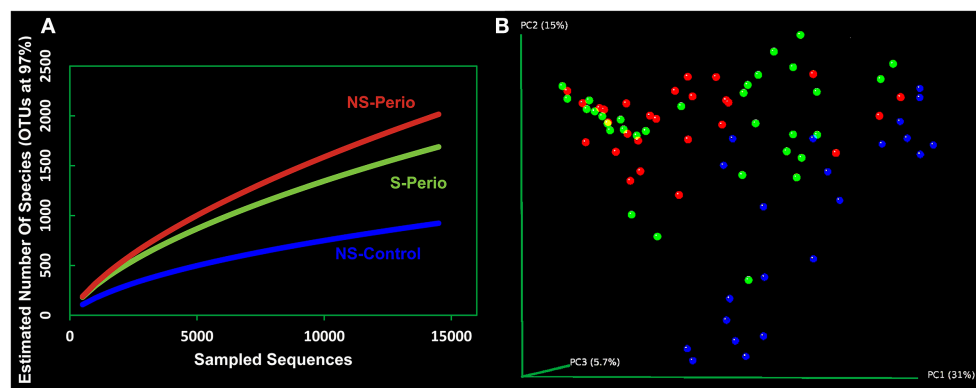 A
Estimated Number Of Species (OTUs at 97%)
2500
2000
1500
1000
500
0
NS-Perio
S-Perio
NS-Control
0
5000
10000
15000
Sampled Sequences
B
PC2 (15%)
PC3 (5.7%)
PC1 (31%)